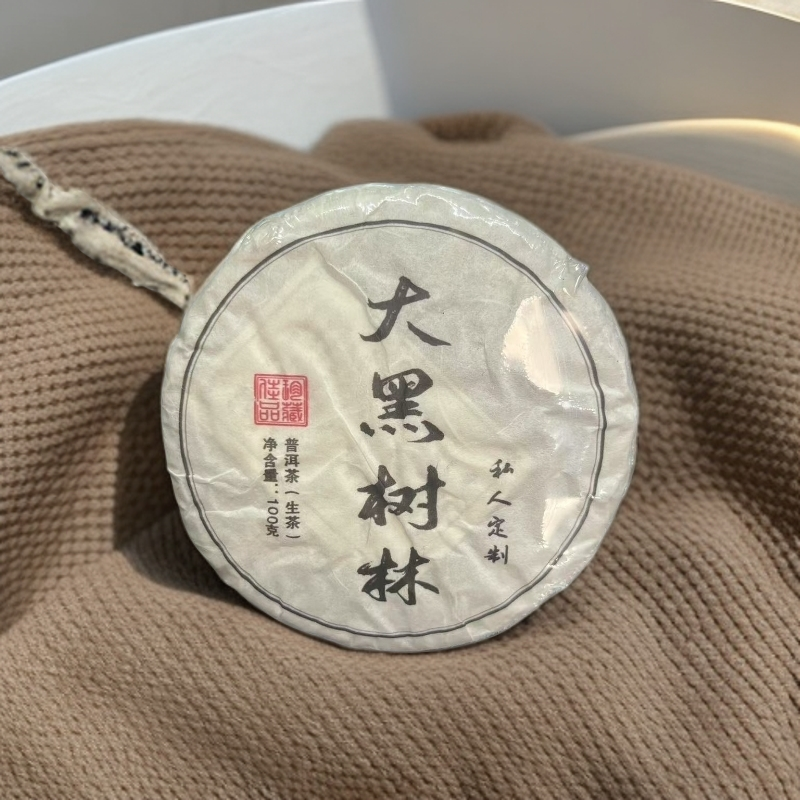 私人定制
大黑树林
珍藏佳品
普洱茶（生茶）
净含量：100克